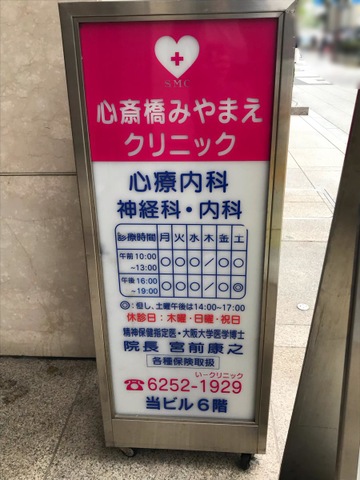 SMC
心斎橋みやまえ
クリニック
心療内科
神経科・内科
診療時間 月 火 水 木 金 土
午前10:00~13:00 ○ ○ ○ / ○ ○
午後16:00~19:00 ○ ○ ○ / ○ ◎
◎:但し、土曜午後は14:00~17:00
休診日:木曜・日曜・祝日
精神保健指定医・大阪大学医学博士
院長 宮前康之
各種保険取扱
いークリニック
☎6252-1929
当ビル6階